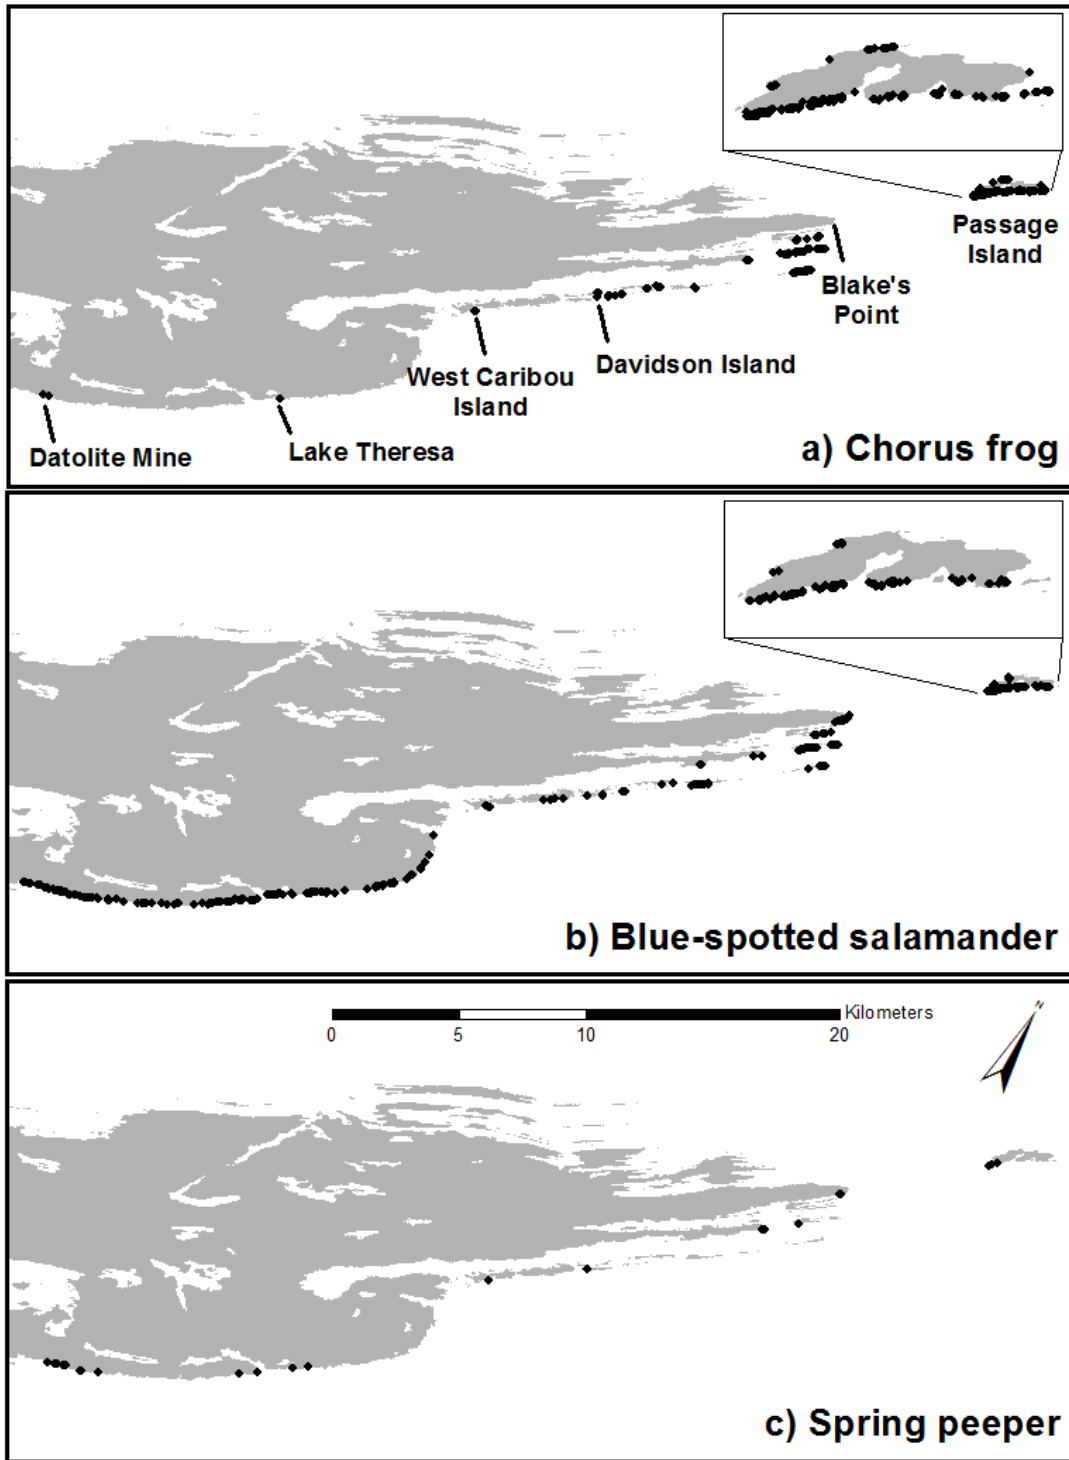 Passage
Island
Blake's
Point
Davidson Island
West Caribou
Island
Lake Theresa
Datolite Mine
a) Chorus frog
b) Blue-spotted salamander
Kilometers
0 5 10 20
N
c) Spring peeper